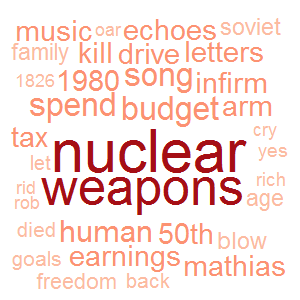 music oar echoes soviet
family kill drive letters
1826 1980 song infirm
spend budget arm
tax nuclear cry
let yes
rid weapons rich
rob age
died human 50th blow
goals earnings mathias
freedom back